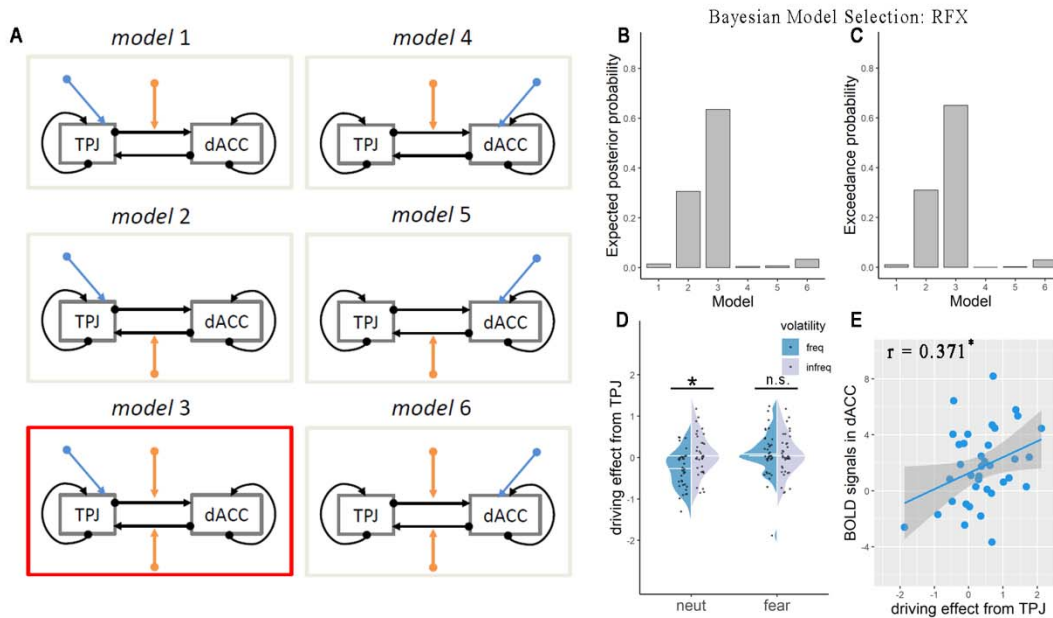 Bayesian Model Selection: RFX
A
model 1
TPJ
dACC
model 4
TPJ
dACC
model 2
TPJ
dACC
model 5
TPJ
dACC
model 3
TPJ
dACC
model 6
TPJ
dACC
B
Expected posterior probability
0.8
0.6
0.4
0.2
0.0
1 2 3 4 5 6
Model
C
Exceedance probability
0.8
0.6
0.4
0.2
0.0
1 2 3 4 5 6
Model
D
volatility
freq
infreq
driving effect from TPJ
2
1
0
-1
-2
*
n.s.
neut fear
E
r = 0.371*
BOLD signals in dACC
8
4
0
-4
-2 -1 0 1 2
driving effect from TPJ